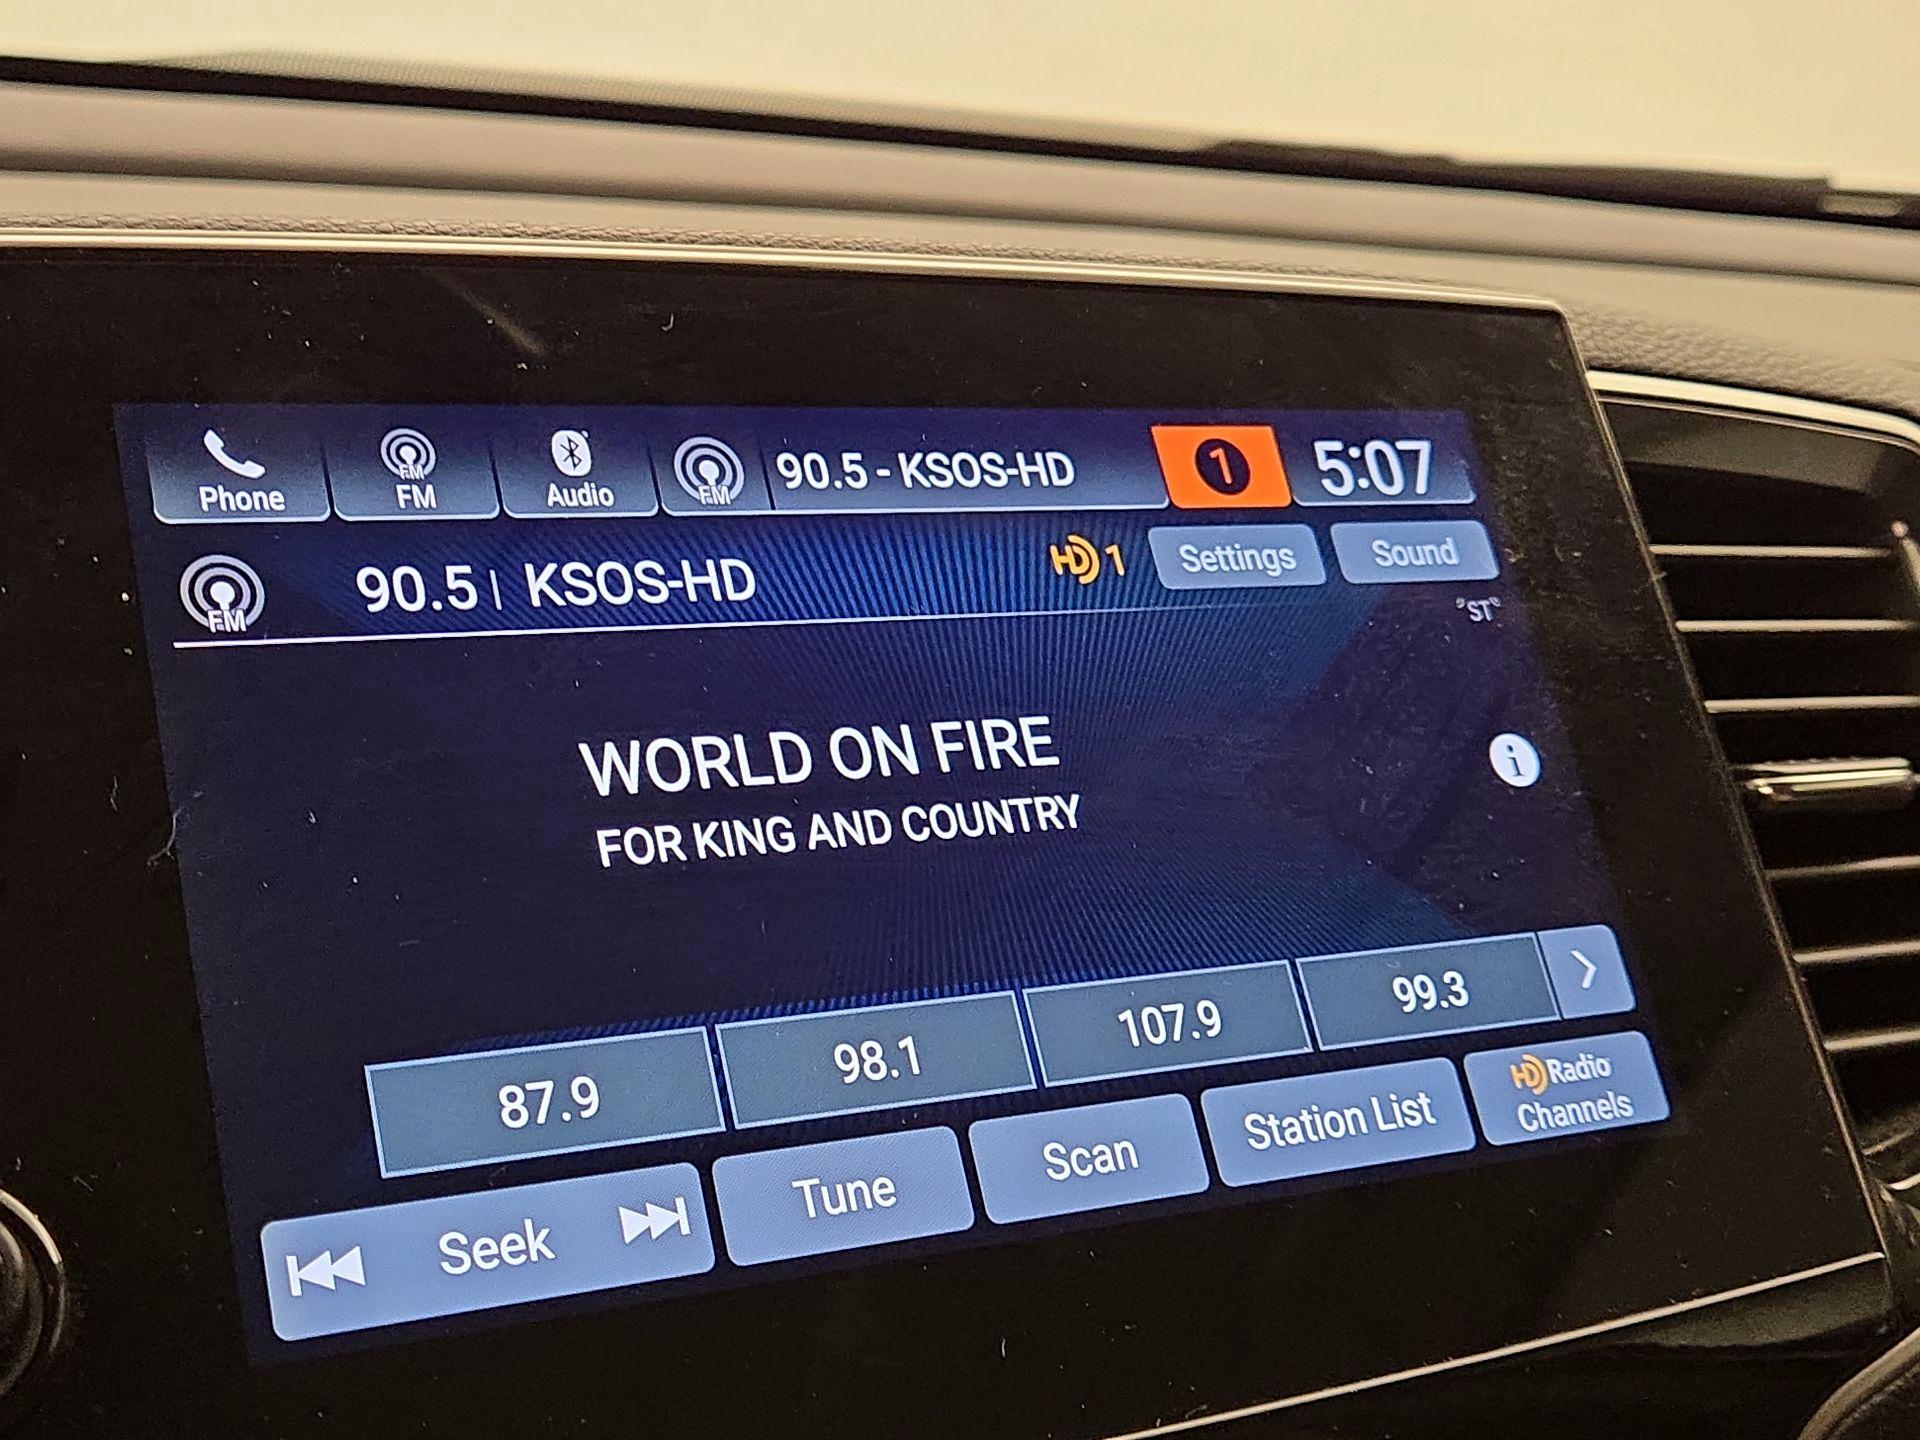 Phone FM FM Audio FM 90.5 - KSOS-HD 1 5:07
FM 90.5 | KSOS-HD HD 1 Settings Sound
"ST"
WORLD ON FIRE
FOR KING AND COUNTRY
i
87.9 98.1 107.9 99.3 >
Seek Tune Scan Station List HD Radio Channels